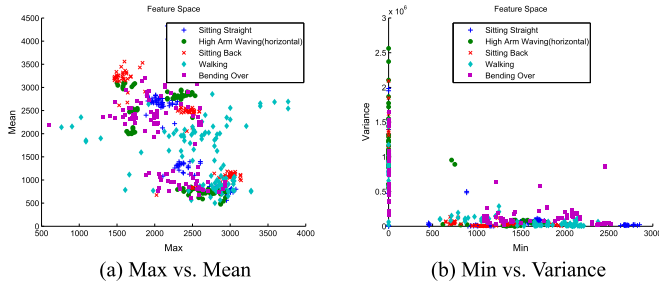 Feature Space
Sitting Straight
High Arm Waving(horizontal)
Sitting Back
Walking
Bending Over
Mean
5000
4500
4000
3500
3000
2500
2000
1500
1000
500
0
500 1000 1500 2000 2500 3000 3500 4000
Max
(a) Max vs. Mean
Feature Space
x 10^6
Sitting Straight
High Arm Waving(horizontal)
Sitting Back
Walking
Bending Over
Variance
3
2.5
2
1.5
1
0.5
0
0 500 1000 1500 2000 2500 3000
Min
(b) Min vs. Variance